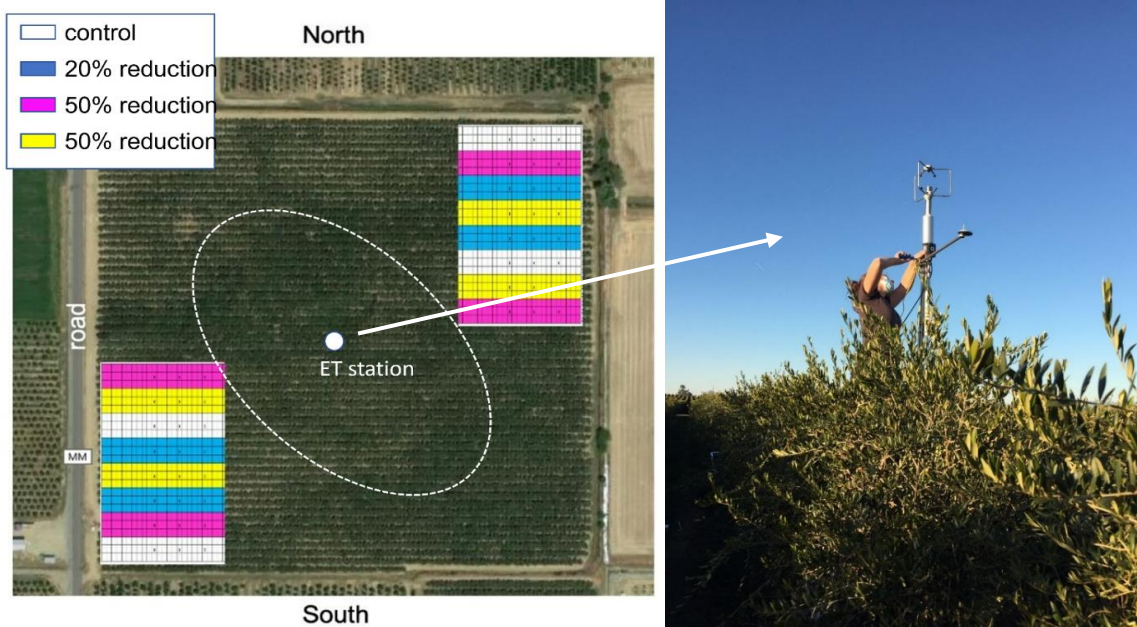 control
20% reduction
50% reduction
50% reduction
North
road
ET station
MM
South